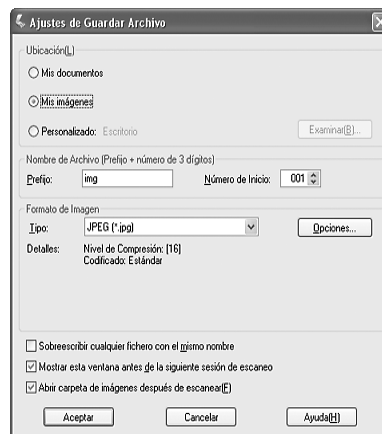 Ajustes de Guardar Archivo
Ubicación(L)
Mis documentos
Mis imágenes
Personalizado: Escritorio Examinar(B)...
Nombre de Archivo (Prefijo + número de 3 dígitos)
Prefijo: img Número de Inicio: 001
Formato de Imagen
Tipo: JPEG (*.jpg) Opciones...
Detalles: Nivel de Compresión: [16]
Codificado: Estándar
Sobreescribir cualquier fichero con el mismo nombre
Mostrar esta ventana antes de la siguiente sesión de escaneo
Abrir carpeta de imágenes después de escanear(F)
Aceptar Cancelar Ayuda(H)